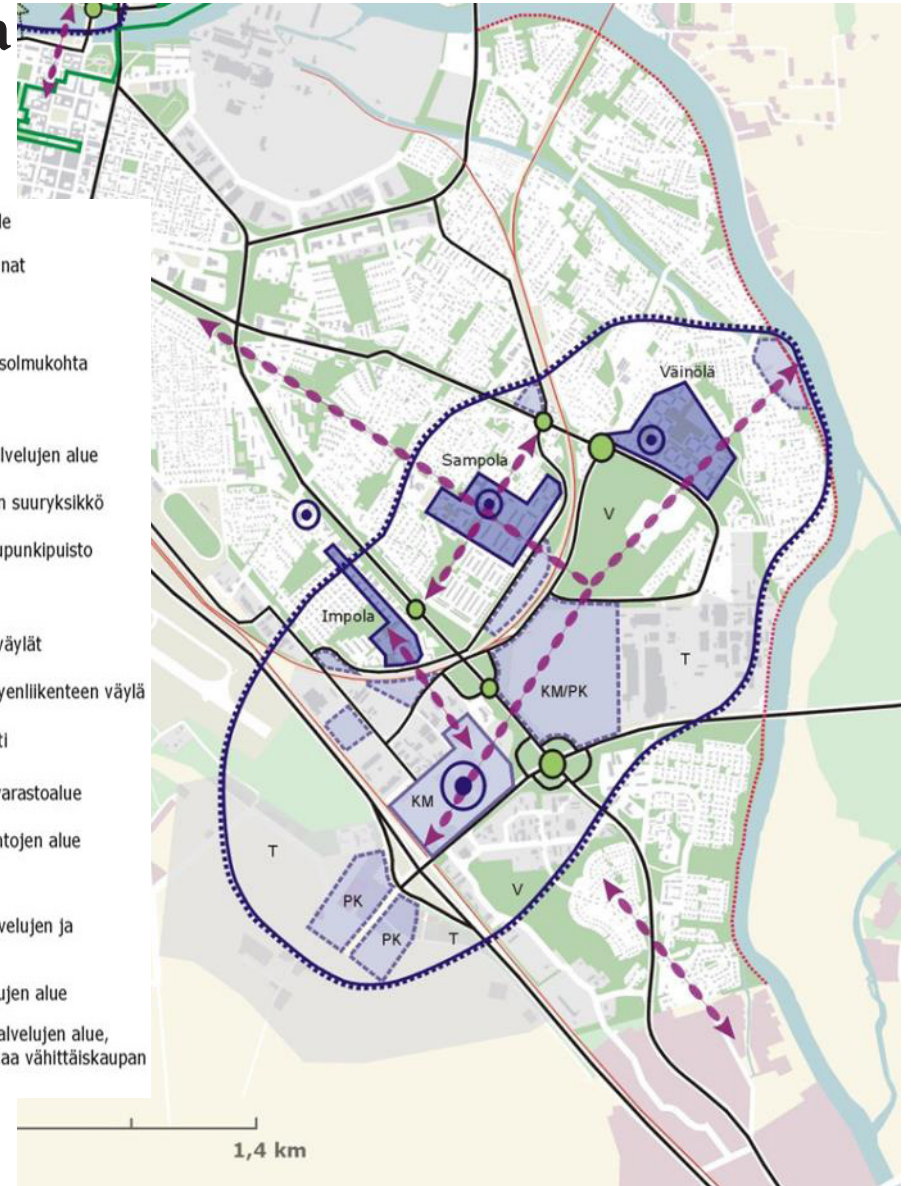 a
le
nat
solmukohta
lvelujen alue
n suuryksikkö
upunkipuisto
väylät
yenliikenteen väylä
ti
varastoalue
ntojen alue
velujen ja
ujen alue
alvelujen alue,
aa vähittäiskaupan
1,4 km
Väinölä
Sampola
V
Impola
T
KM/PK
KM
T
V
PK
PK
T